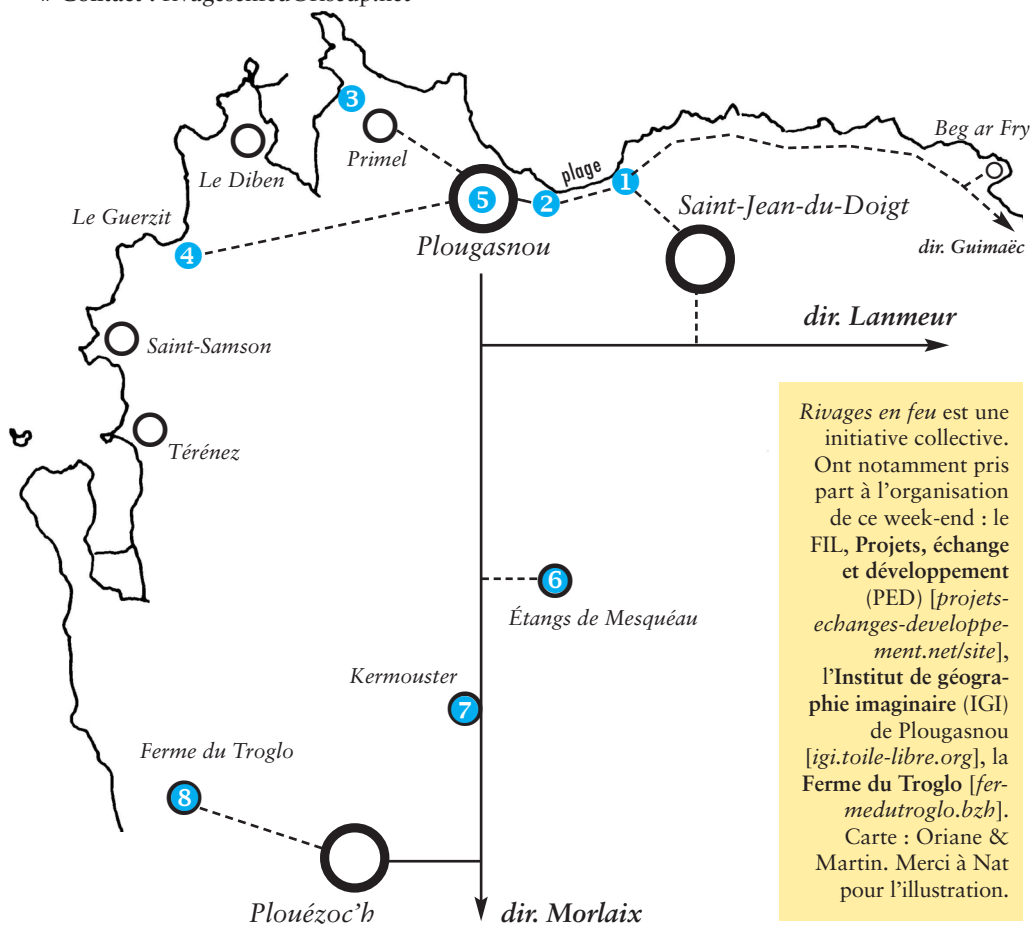 3
Primel
Beg ar Fry
Le Diben
plage
1
2
5
Saint-Jean-du-Doigt
Le Guerzit
Plougasnou
dir. Guimaëc
4
dir. Lanmeur
Saint-Samson
Térénez
6
Étangs de Mesquéau
Kermouster
7
Ferme du Troglo
8
Plouézoc’h
dir. Morlaix
Rivages en feu est une
initiative collective.
Ont notamment pris
part à l’organisation
de ce week-end : le
FIL, Projets, échange
et développement
(PED) [projets-
echanges-developpe-
ment.net/site],
l’Institut de géogra-
phie imaginaire (IGI)
de Plougasnou
[igi.toile-libre.org], la
Ferme du Troglo [fer-
medutroglo.bzh].
Carte : Oriane &
Martin. Merci à Nat
pour l’illustration.